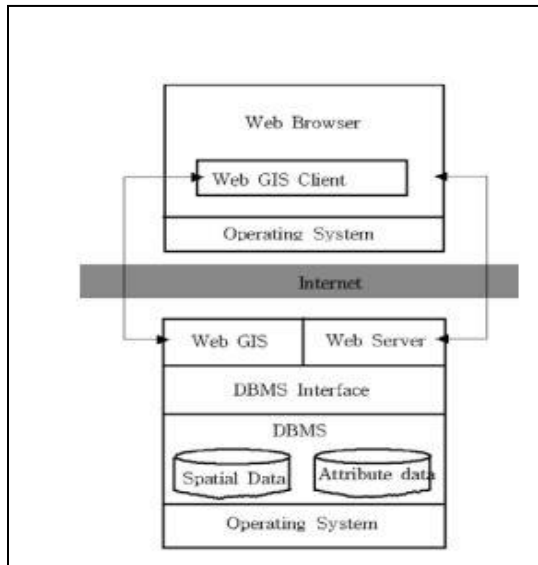 Web Browser
Web GIS Client
Operating System
Internet
Web GIS
Web Server
DBMS Interface
DBMS
Spatial Data
Attribute data
Operating System